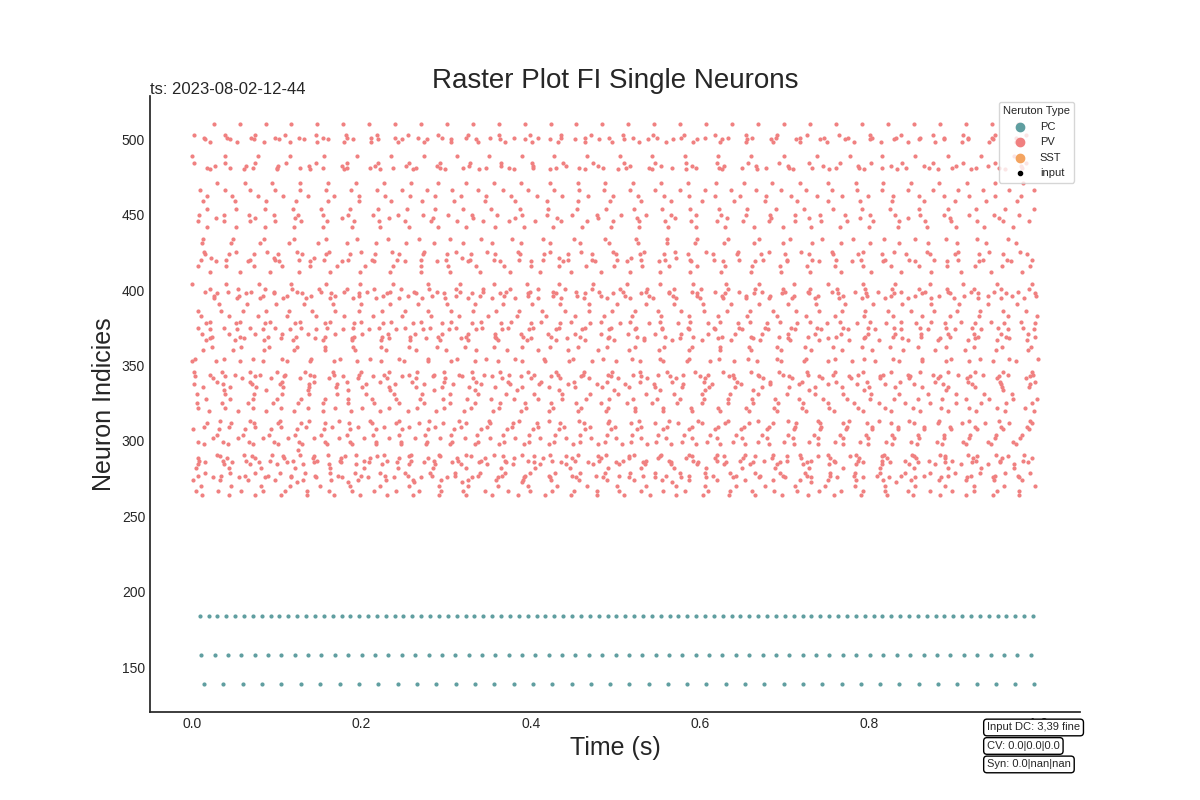 Raster Plot FI Single Neurons
ts: 2023-08-02-12-44
Neruton Type
PC
PV
SST
input
500
450
400
350
300
250
200
150
Neuron Indicies
0.0 0.2 0.4 0.6 0.8
Time (s)
Input DC: 3,39 fine
CV: 0.0|0.0|0.0
Syn: 0.0|nan|nan